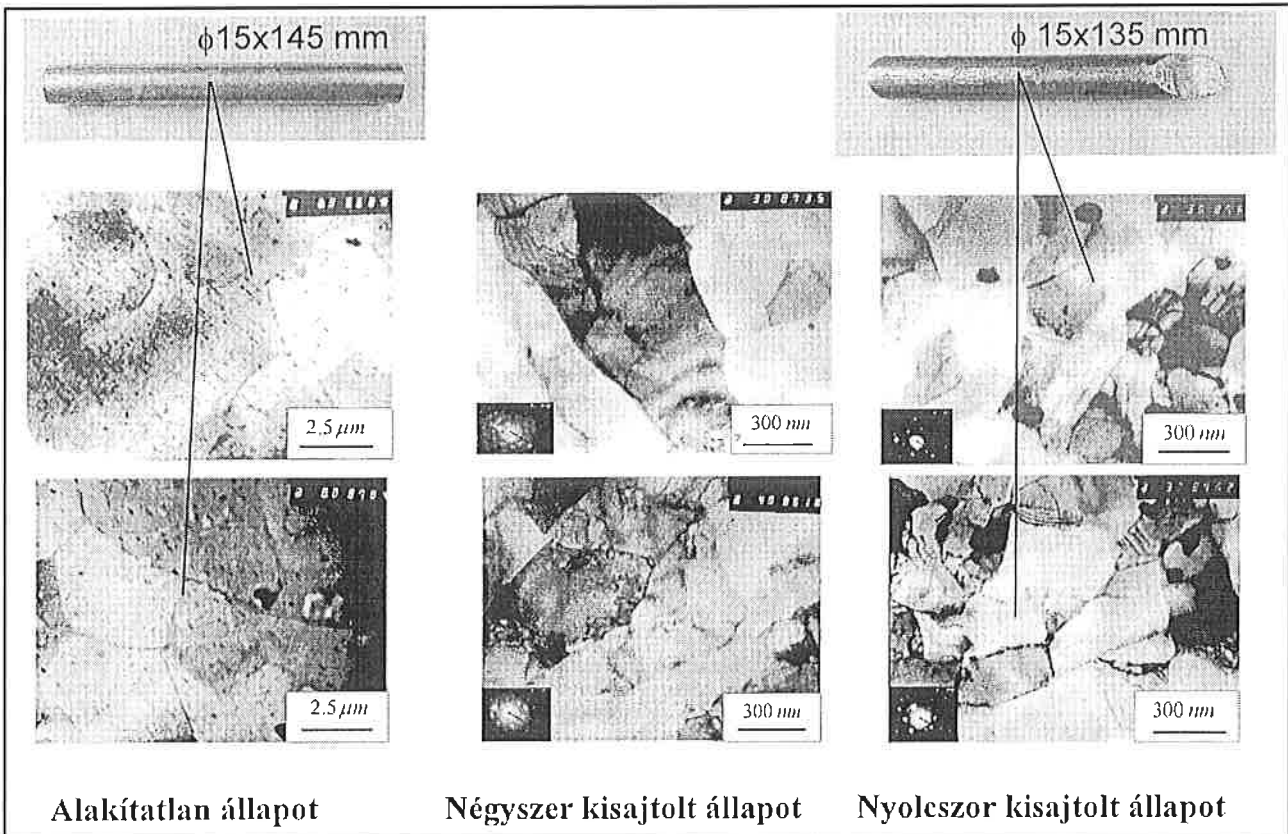 ϕ15x145 mm
ϕ 15x135 mm
2.5 μm
300 nm
300 nm
2.5 μm
300 nm
300 nm
Alakítatlan állapot
Négyszer kisajtolt állapot
Nyolcszor kisajtolt állapot